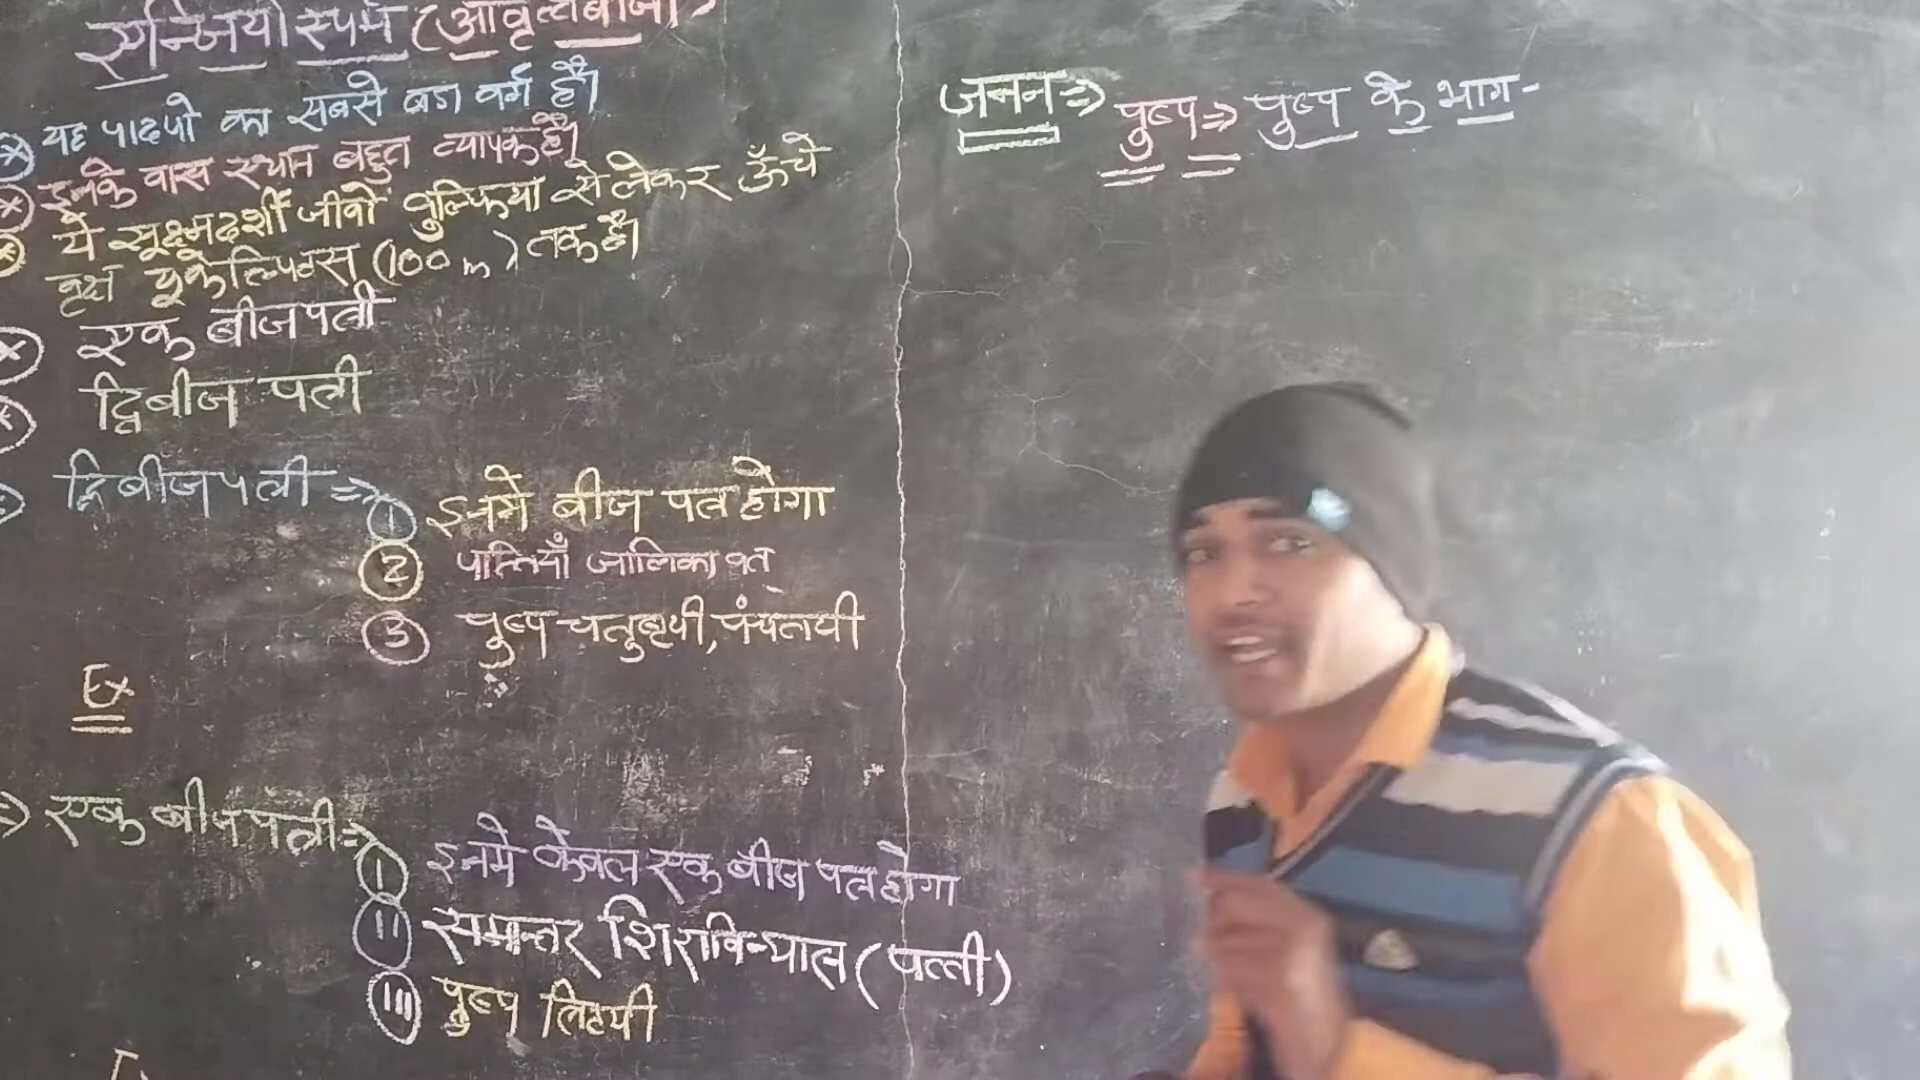 एन्जियोस्पर्म (आवृत्तबीजी)
यह पादपो का सबसे बडा वर्ग है।
इनके वास स्थान बहुत व्यापक है।
ये सूक्ष्मदर्शी जीवो वुल्फिया से लेकर ऊँचे
वृक्ष यूकेलिप्टस (100 m) तक है।
एक बीजपत्री
द्विबीज पत्री
द्विबीजपत्री ⇒ ① इनमे बीज पत्र होगा
② पत्तियाँ जालिका वत
③ पुष्प चतुष्टयी, पंचतयी
Ex
⇒ एक बीजपत्री ⇒ ① इनमे केवल एक बीज पत्र होगा
⑪ समान्तर शिराविन्यास (पत्ती)
(iii) पुष्प त्रितयी
जनन ⇒ पुष्प ⇒ पुष्प के भाग -